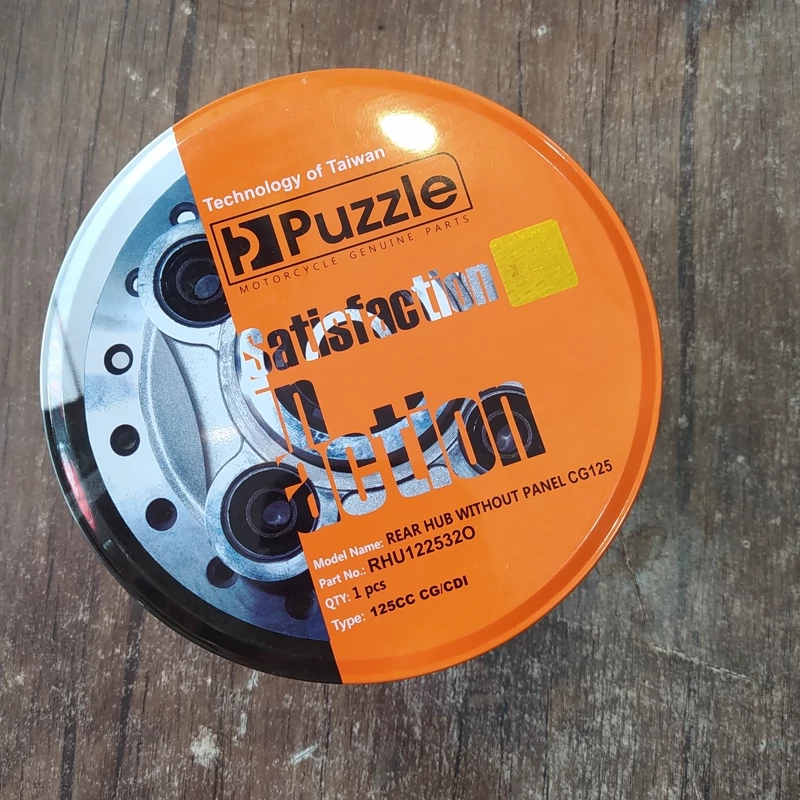 Technology of Taiwan
Puzzle
MOTORCYCLE GENUINE PARTS
Satisfaction
in
action
Model Name: REAR HUB WITHOUT PANEL CG125
Part No.: RHU122532O
QTY: 1 pcs
Type: 125CC CG/CDI